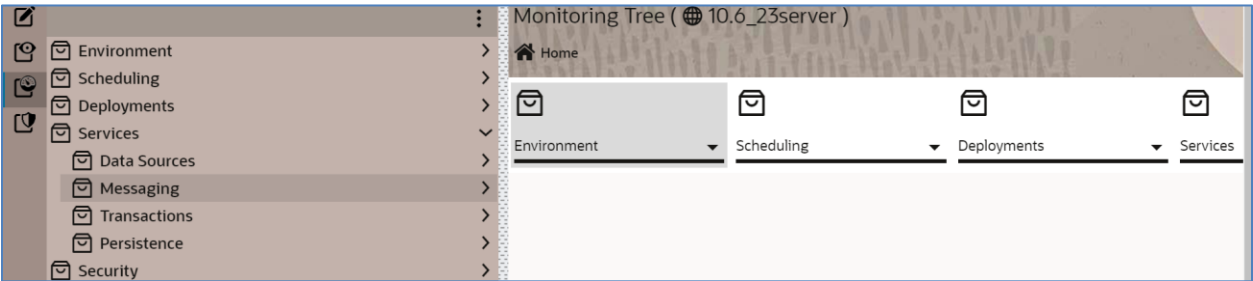 Monitoring Tree ( 10.6_23server )
Home
Environment
Scheduling
Deployments
Services
Data Sources
Messaging
Transactions
Persistence
Security
Environment
Scheduling
Deployments
Services